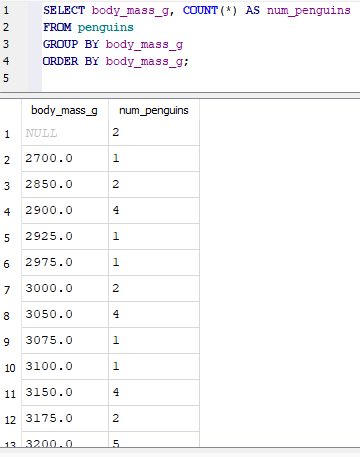 1 SELECT body_mass_g, COUNT(*) AS num_penguins
2 FROM penguins
3 GROUP BY body_mass_g
4 ORDER BY body_mass_g;
5
body_mass_g num_penguins
1 NULL 2
2 2700.0 1
3 2850.0 2
4 2900.0 4
5 2925.0 1
6 2975.0 1
7 3000.0 2
8 3050.0 4
9 3075.0 1
10 3100.0 1
11 3150.0 4
12 3175.0 2
13 3200.0 5